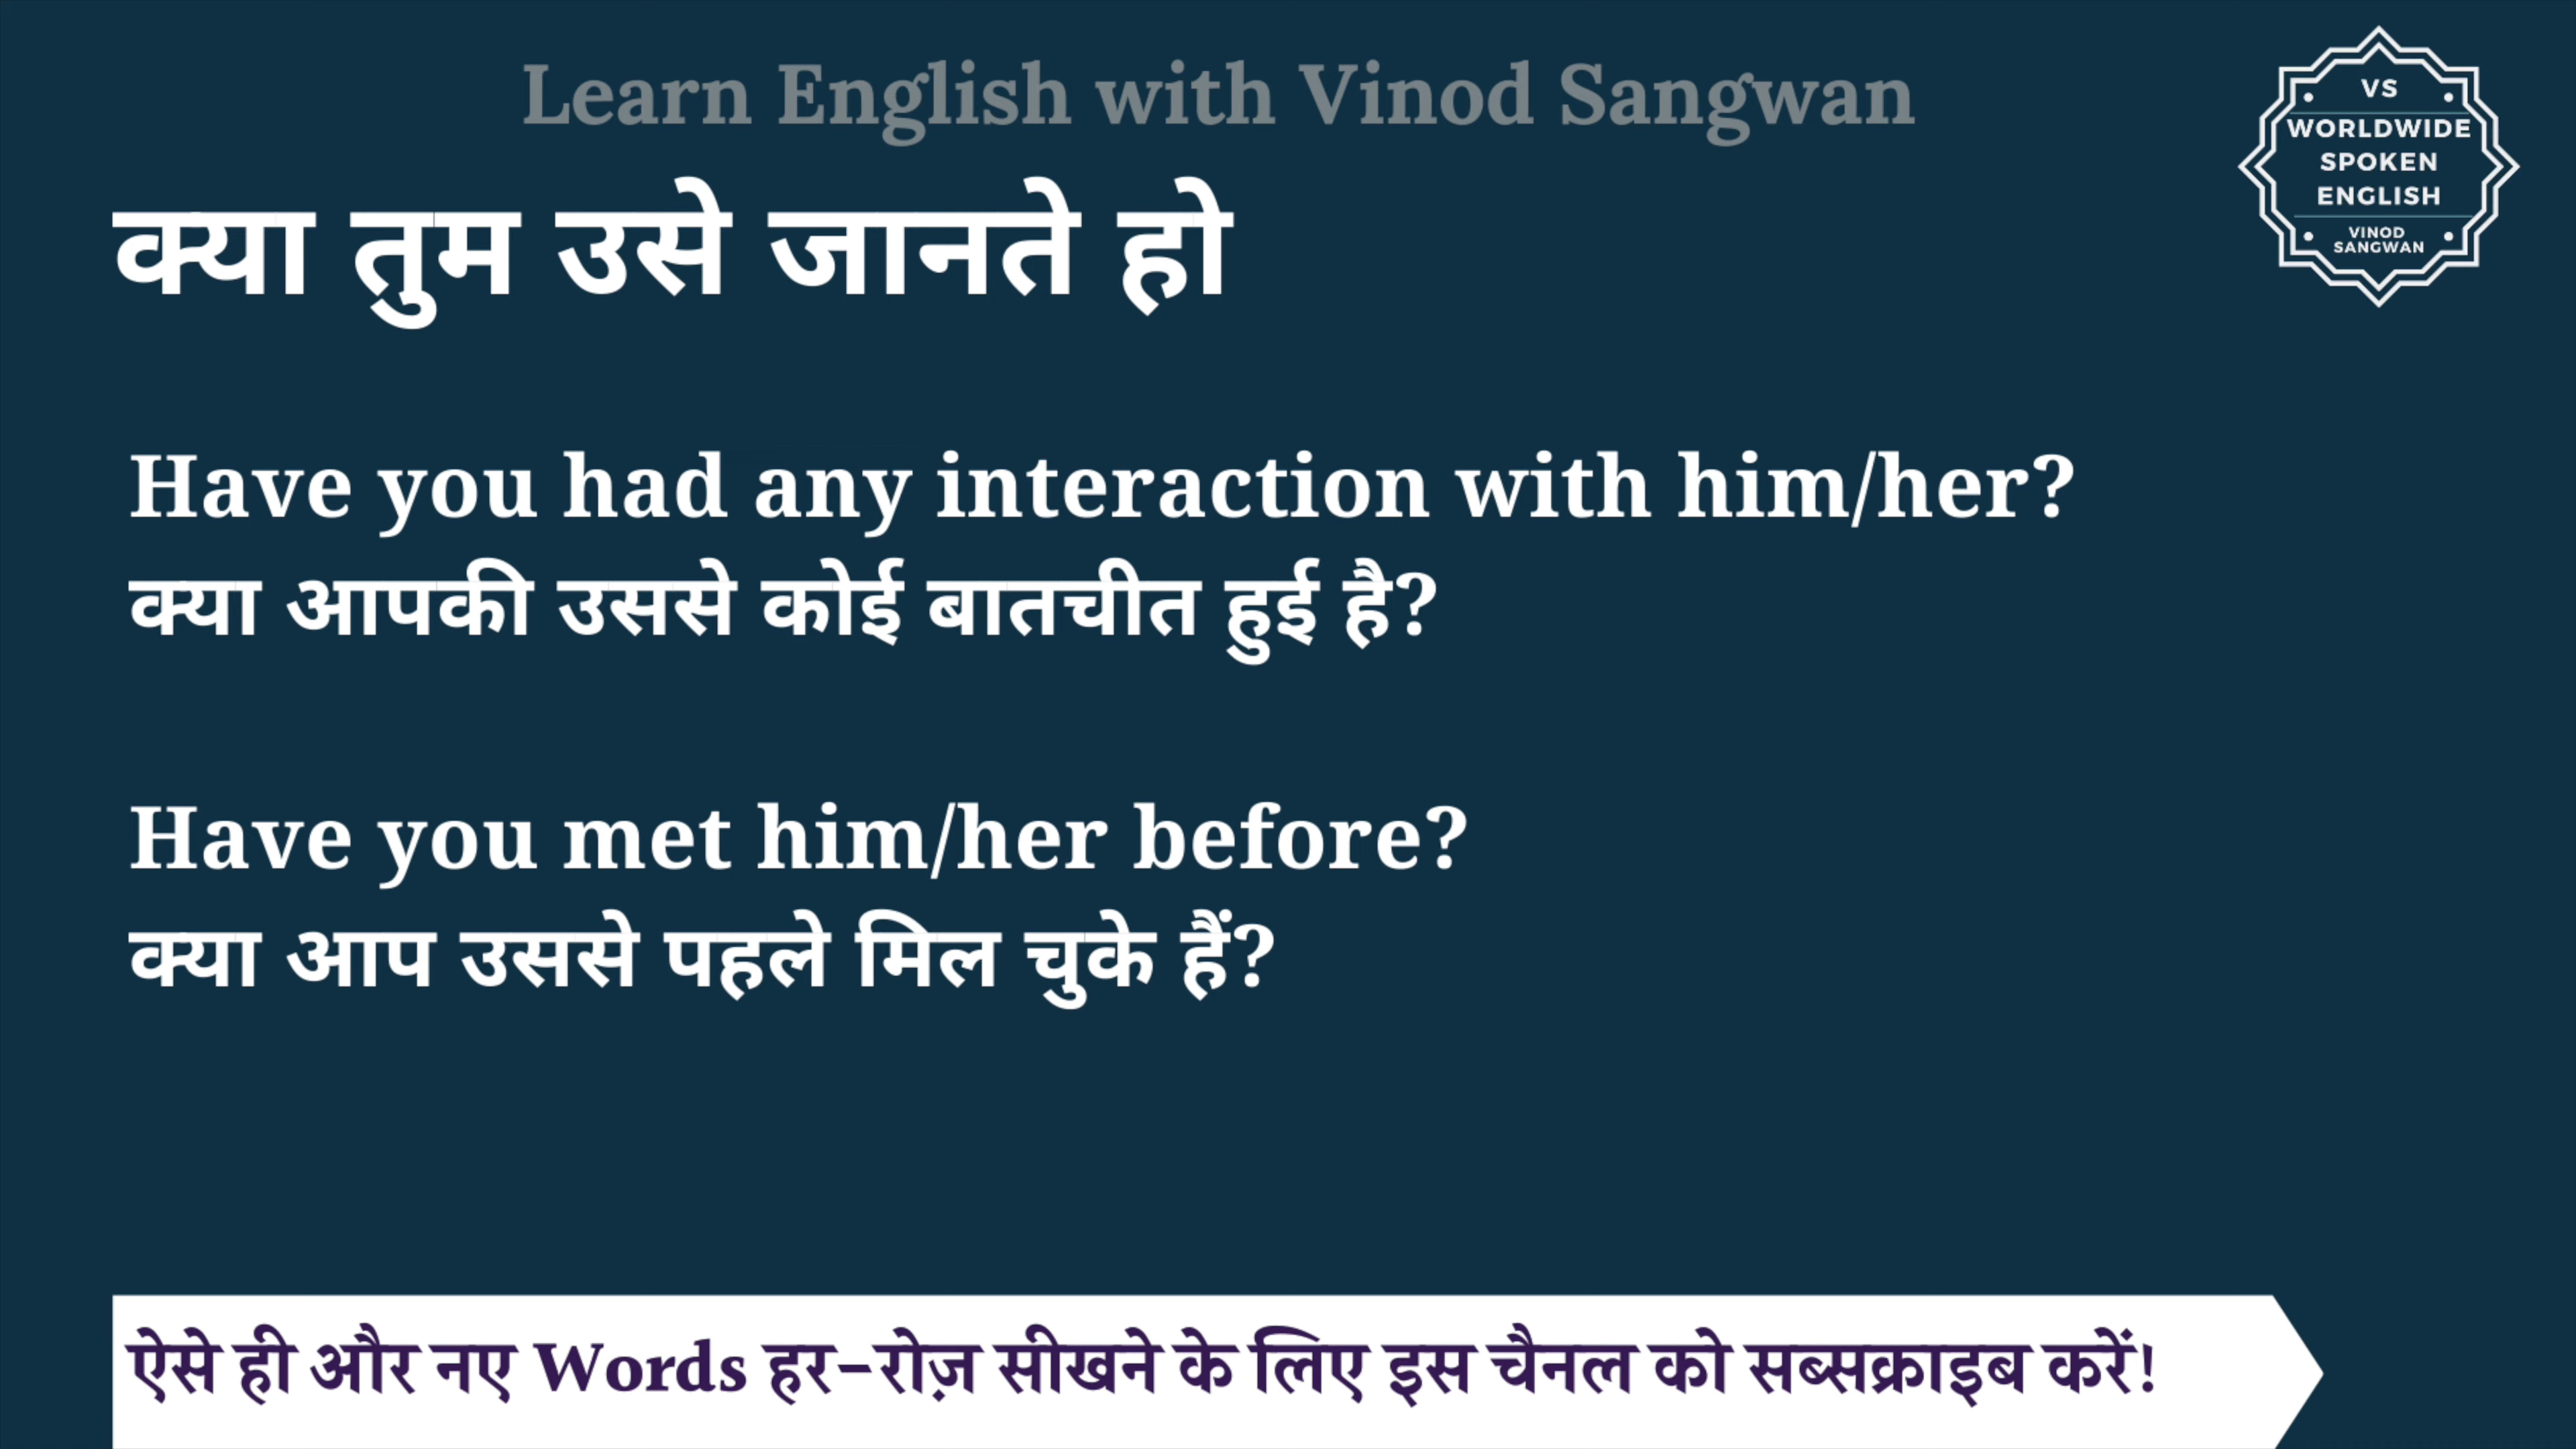 Learn English with Vinod Sangwan
VS
WORLDWIDE
SPOKEN
ENGLISH
VINOD
SANGWAN
क्या तुम उसे जानते हो
Have you had any interaction with him/her?
क्या आपकी उससे कोई बातचीत हुई है?
Have you met him/her before?
क्या आप उससे पहले मिल चुके हैं?
ऐसे ही और नए Words हर-रोज़ सीखने के लिए इस चैनल को सब्सक्राइब करें!